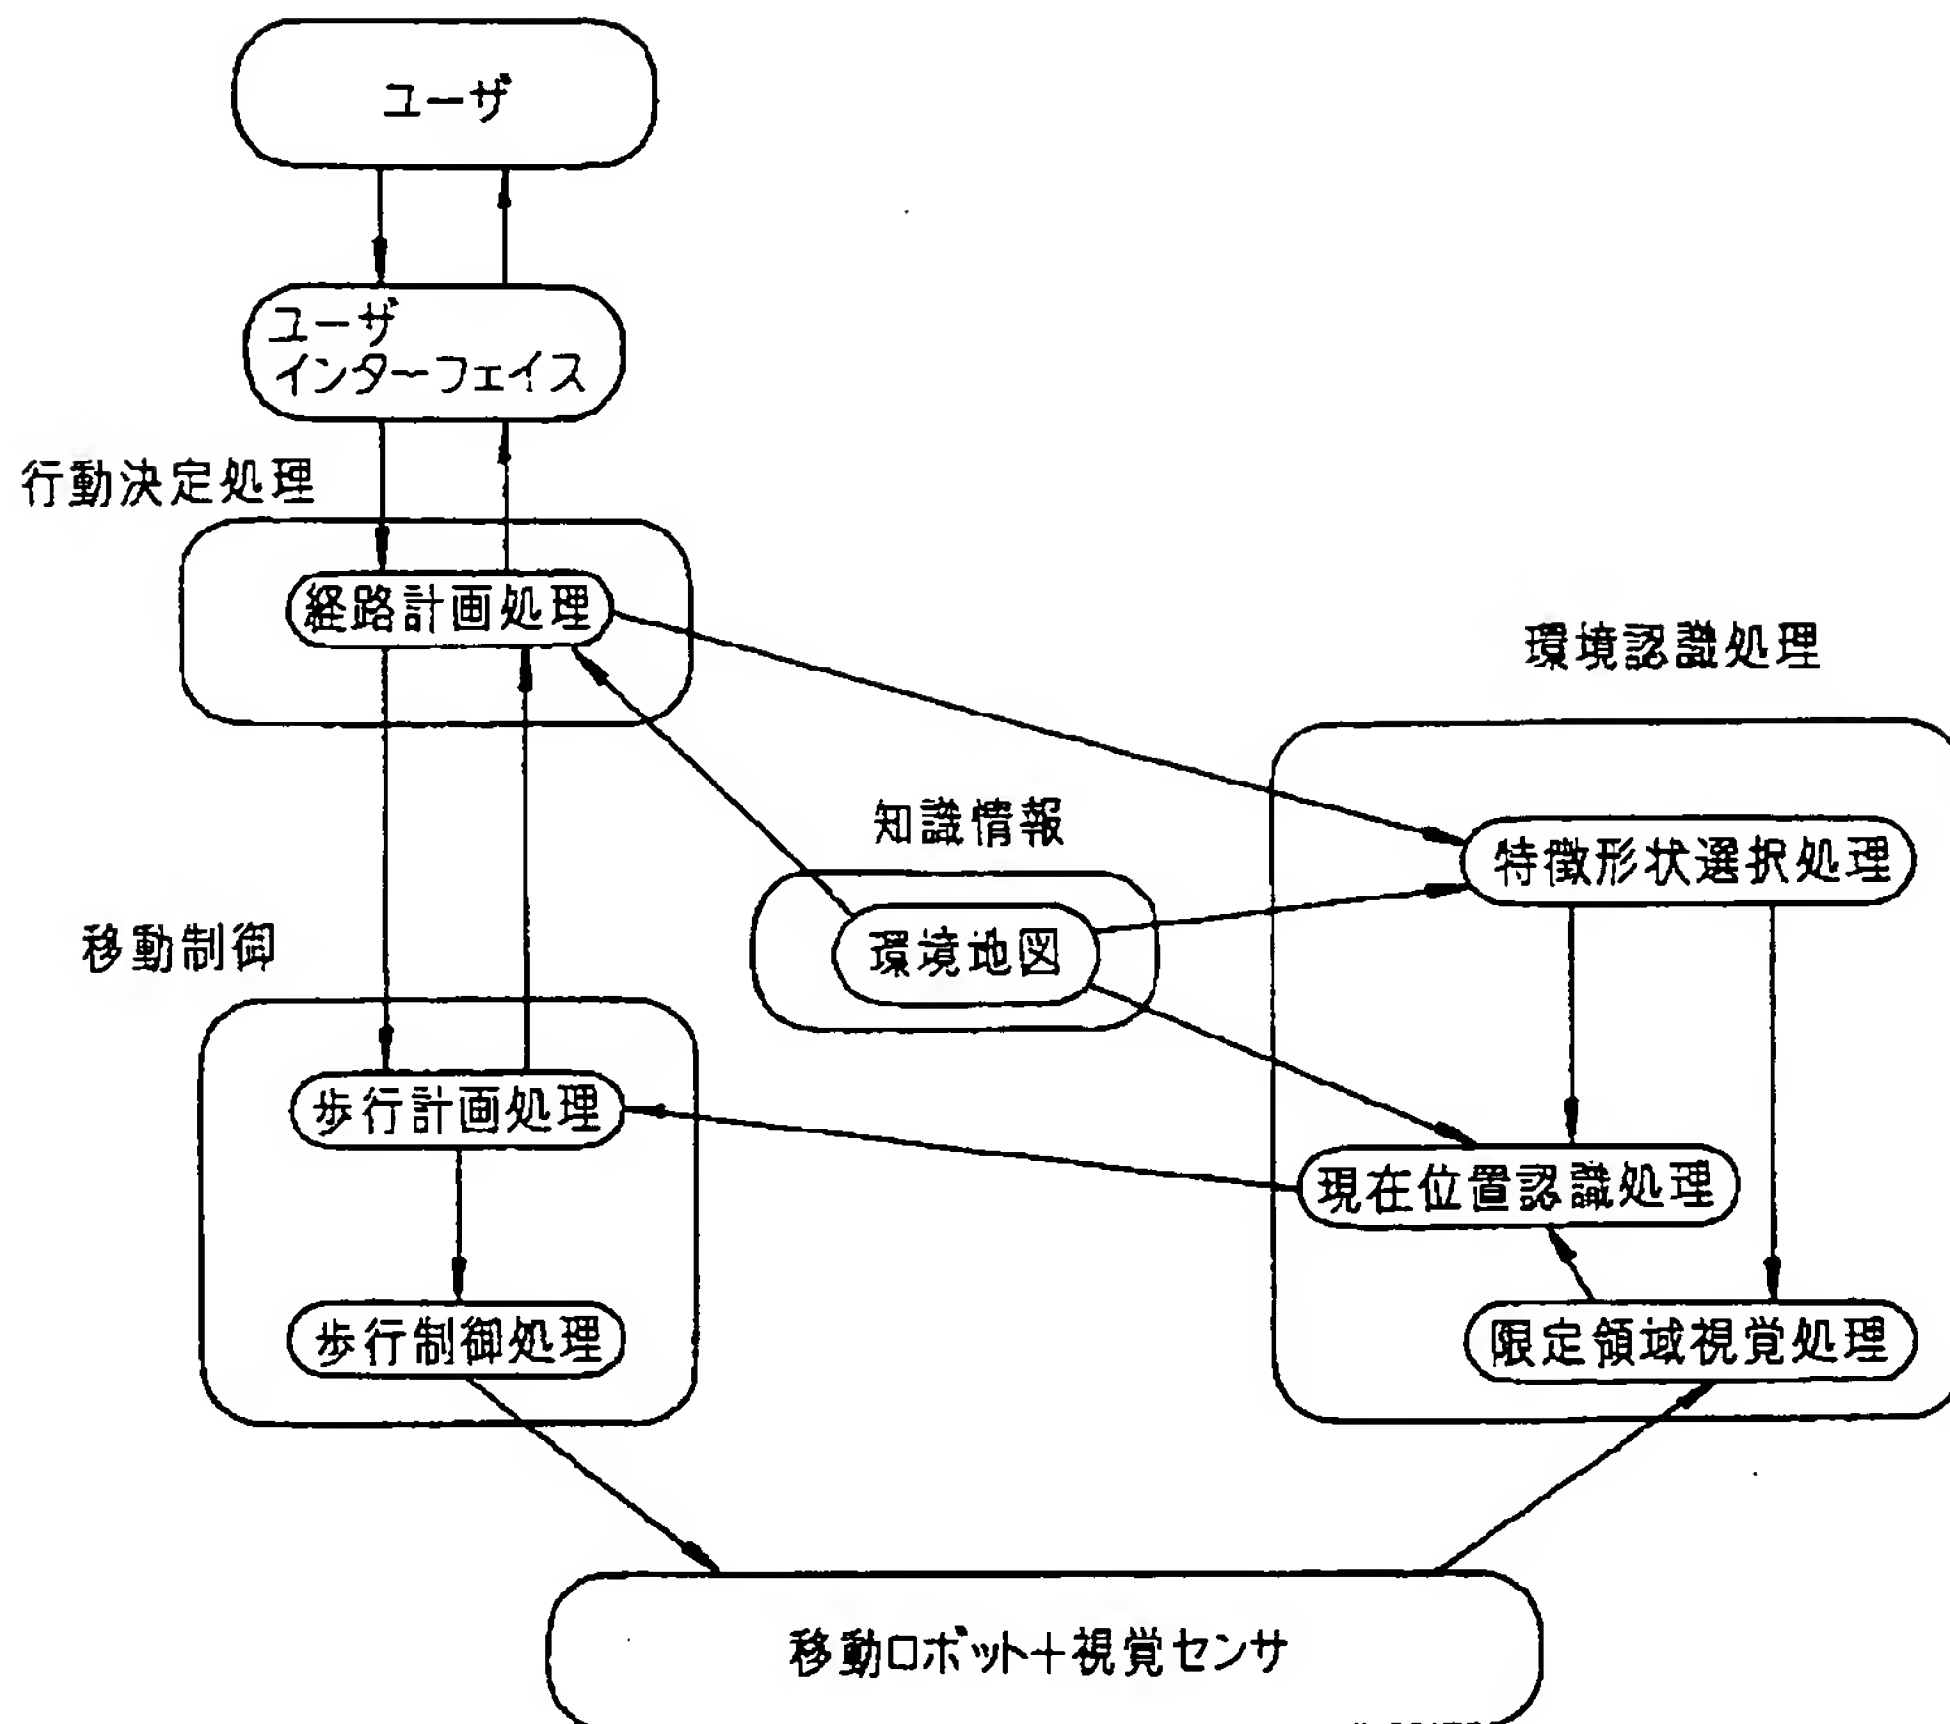 ユーザ
ユーザ
インターフェイス
行動決定処理
経路計画処理
環境認識処理
知識情報
特徴形状選択処理
環境地図
移動制御
歩行計画処理
現在位置認識処理
歩行制御処理
限定領域視覚処理
移動ロボット+視覚センサ